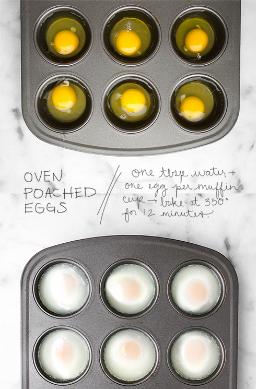 OVEN
POACHED
EGGS
one tbsp water +
one egg per muffin
cup → bake at 350°
for 12 minutes